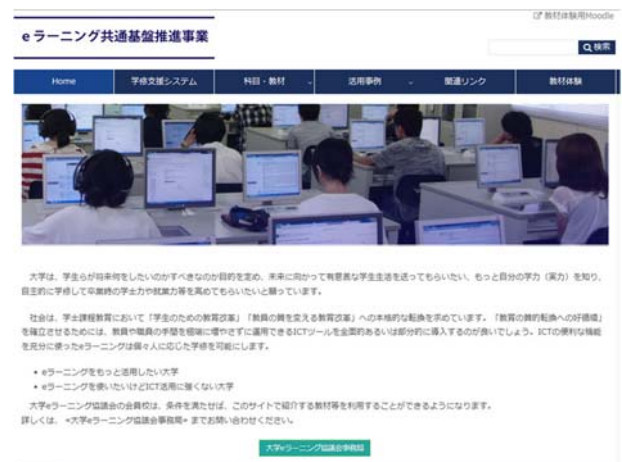 教材体験用Moodle
eラーニング共通基盤推進事業
検索
Home 学修支援システム 科目・教材 活用事例 関連リンク 教材体験
大学は、学生らが将来何をしたいのかすべきなのか目的を定め、未来に向かって有意義な学生生活を送ってもらいたい、もっと自分の学力（実力）を知り、
自主的に学修して卒業時の学士力や就業力等を高めてもらいたいと願っています。
社会は、学士課程教育において「学生のための教育改革」「教員の質を変える教育改革」への本格的な転換を求めています。「教育の質的転換への好循環」
を確立させるためには、教員や職員の手間を極端に増やさずに運用できるICTツールを全面的あるいは部分的に導入するのが良いでしょう。ICTの便利な機能
を充分に使ったeラーニングは個々人に応じた学修を可能にします。
• eラーニングをもっと活用したい大学
• eラーニングを使いたいけどICT活用に強くない大学
大学eラーニング協議会の会員校は、条件を満たせば、このサイトで紹介する教材等を利用することができるようになります。
詳しくは、 «大学eラーニング協議会事務局» までお問い合わせください。
大学eラーニング協議会事務局